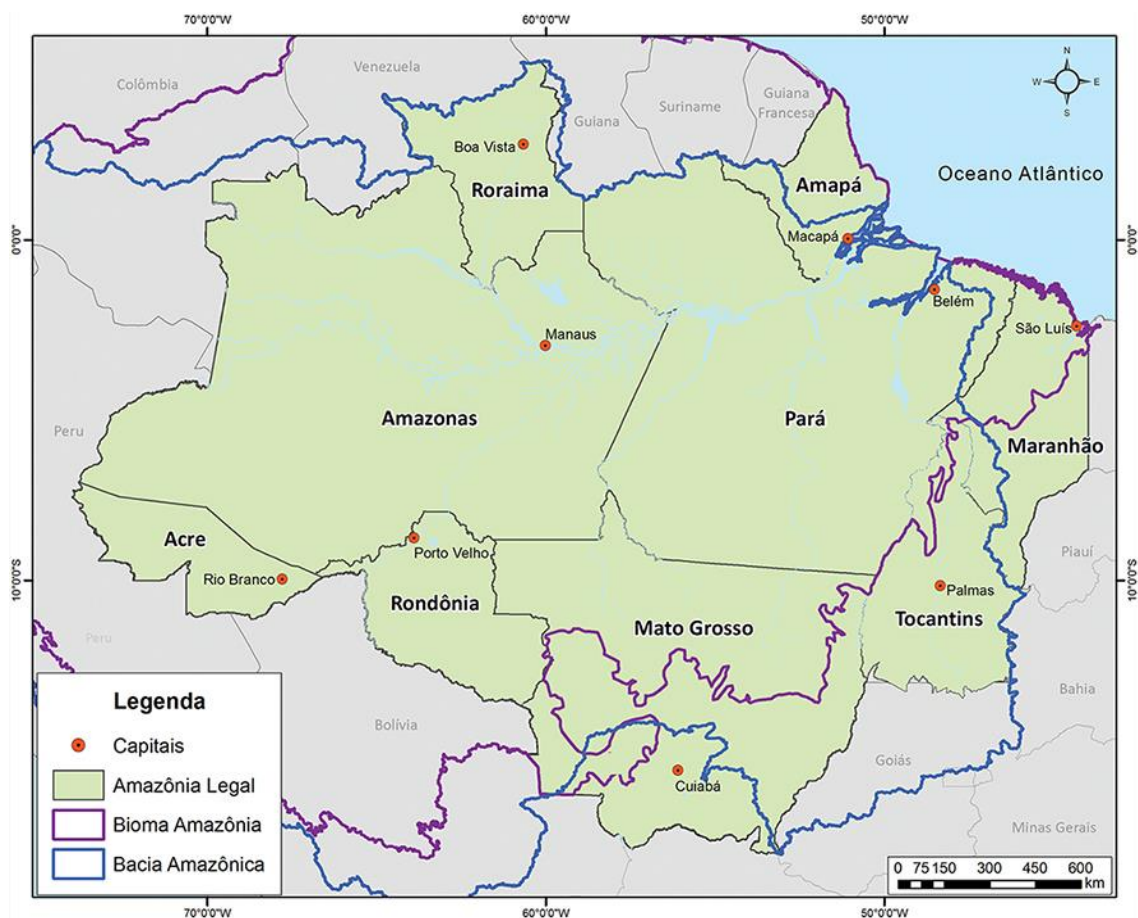 70°0'0"W
60°0'0"W
50°0'0"W
Colômbia
Venezuela
Guiana
Suriname
Guiana
Francesa
N
W
E
S
Boa Vista
Roraima
Amapá
Oceano Atlântico
0°0'0"
Macapá
0°0'0"
Belém
São Luís
Manaus
Peru
Amazonas
Pará
Maranhão
Acre
Porto Velho
Piauí
10°0'0"S
Rio Branco
Rondônia
Palmas
10°0'0"S
Tocantins
Mato Grosso
Peru
Bahia
Legenda
Capitais
Amazônia Legal
Bioma Amazônia
Bacia Amazônica
Bolívia
Cuiabá
Goiás
Minas Gerais
0 75 150 300 450 600
km
70°0'0"W
60°0'0"W
50°0'0"W